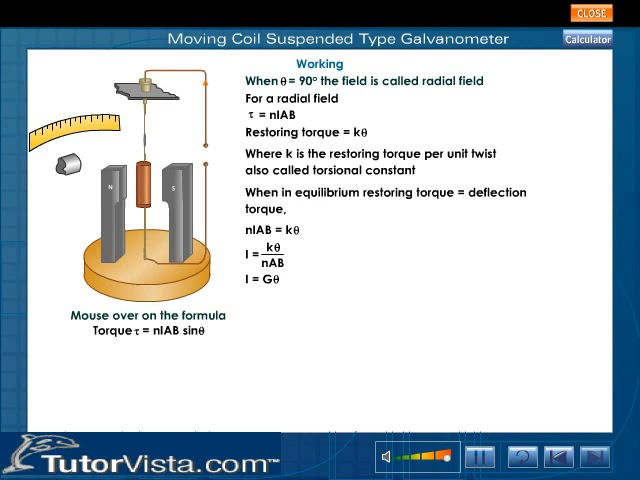 CLOSE
Moving Coil Suspended Type Galvanometer
Calculator
Working
When θ = 90° the field is called radial field
For a radial field
τ = nIAB
Restoring torque = kθ
Where k is the restoring torque per unit twist
also called torsional constant
When in equilibrium restoring torque = deflection
torque,
nIAB = kθ
I = kθ
nAB
I = Gθ
N
S
Mouse over on the formula
Torque τ = nIAB sinθ
TutorVista.com™